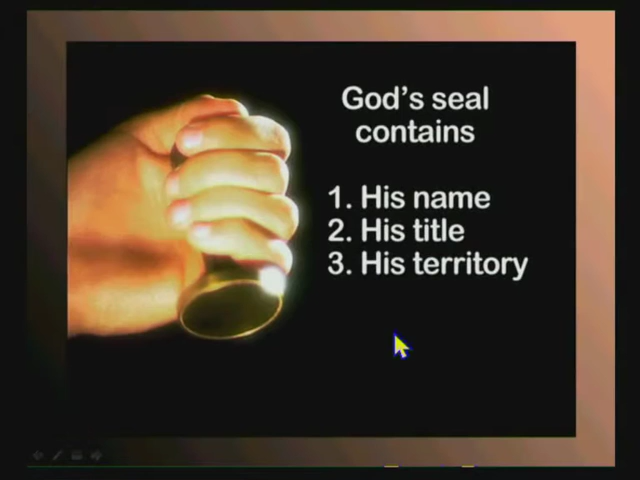 God's seal
contains
1. His name
2. His title
3. His territory